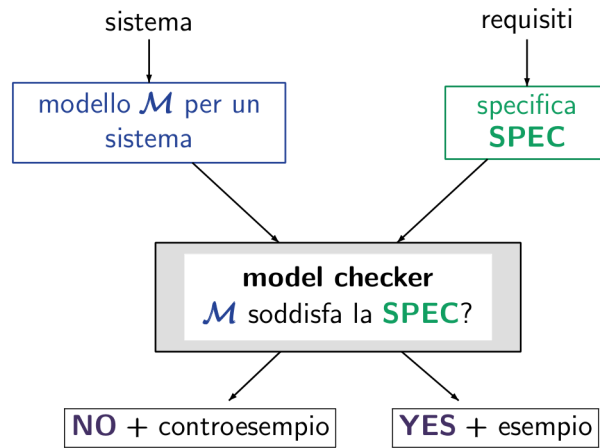 sistema
requisiti
modello M per un
sistema
specifica
SPEC
model checker
M soddisfa la SPEC?
NO + controesempio
YES + esempio